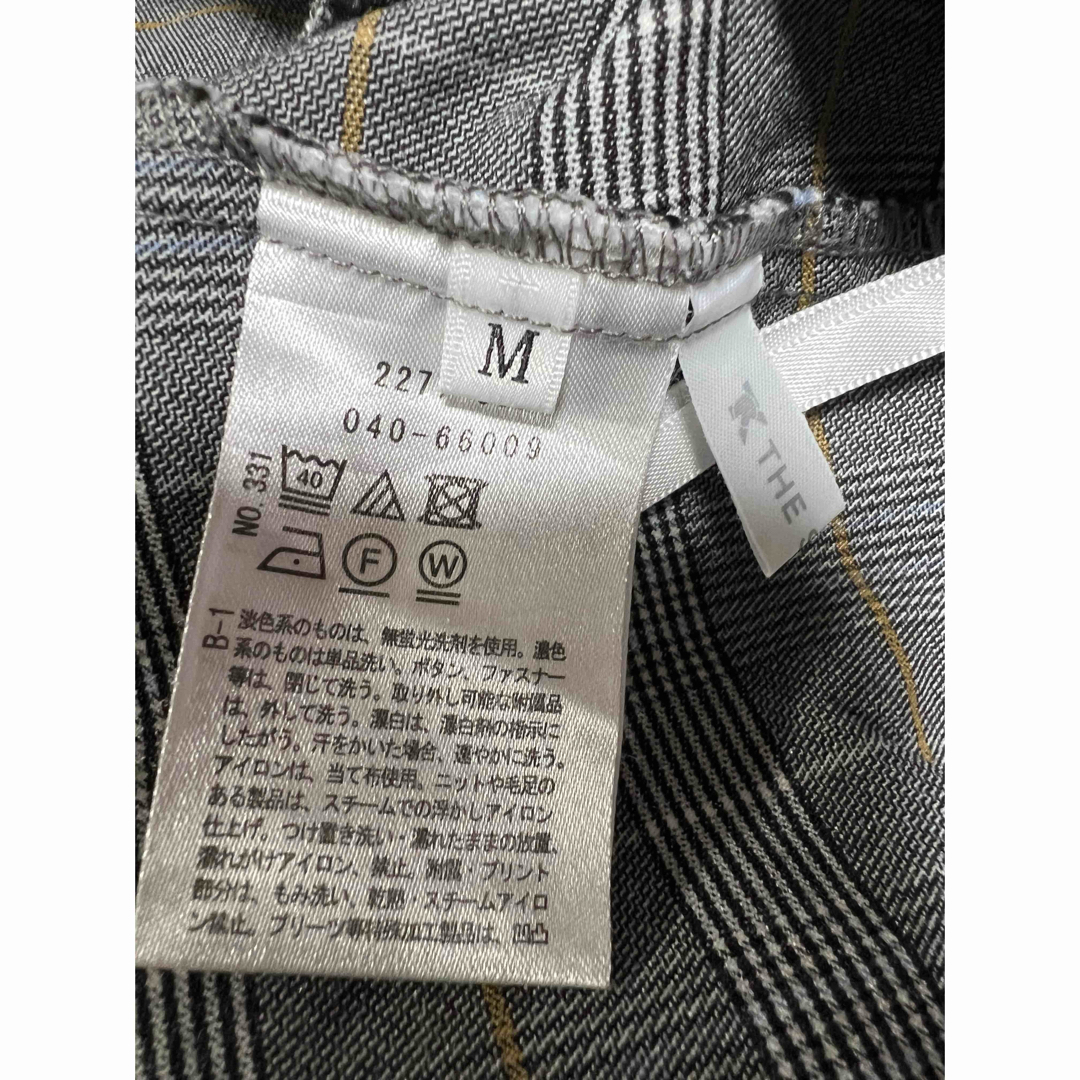 M
227
040-66009
NO. 331
40
F
W
B-1
淡色系のものは、無蛍光洗剤を使用。濃色
系のものは単品洗い。ボタン、ファスナー
等は、閉じて洗う。取り外し可能な附属品
は、外して洗う。漂白は、漂白剤の指示に
したがう。汗をかいた場合、速やかに洗う。
アイロンは、当て布使用。ニットや毛足の
ある製品は、スチームでの浮かしアイロン
仕上げ。つけ置き洗い・濡れたままの放置、
濡れがけアイロン、禁止。附属・プリント
部分は、もみ洗い、乾燥・スチームアイロ
ン禁止。プリーツ等特殊加工製品は、凹凸
THE